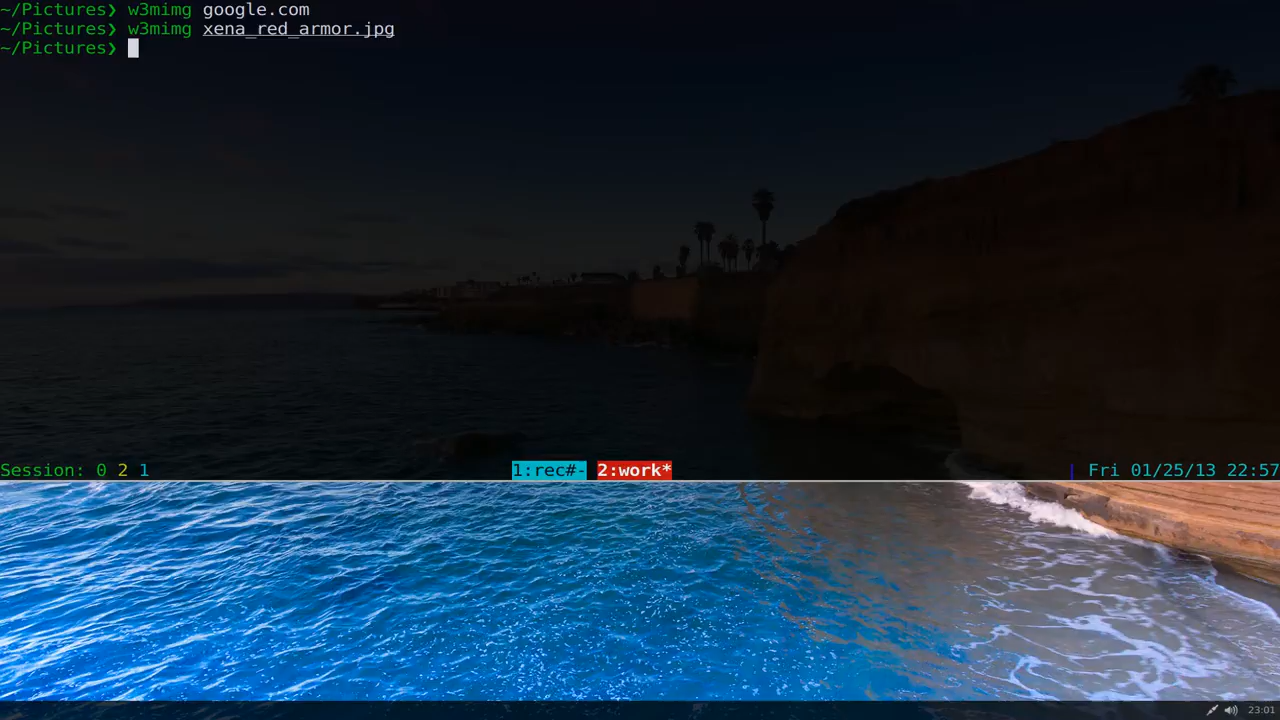 ~/Pictures❯ w3mimg google.com
~/Pictures❯ w3mimg xena_red_armor.jpg
~/Pictures❯
Session: 0 2 1 1:rec#- 2:work* | Fri 01/25/13 22:57
23:01